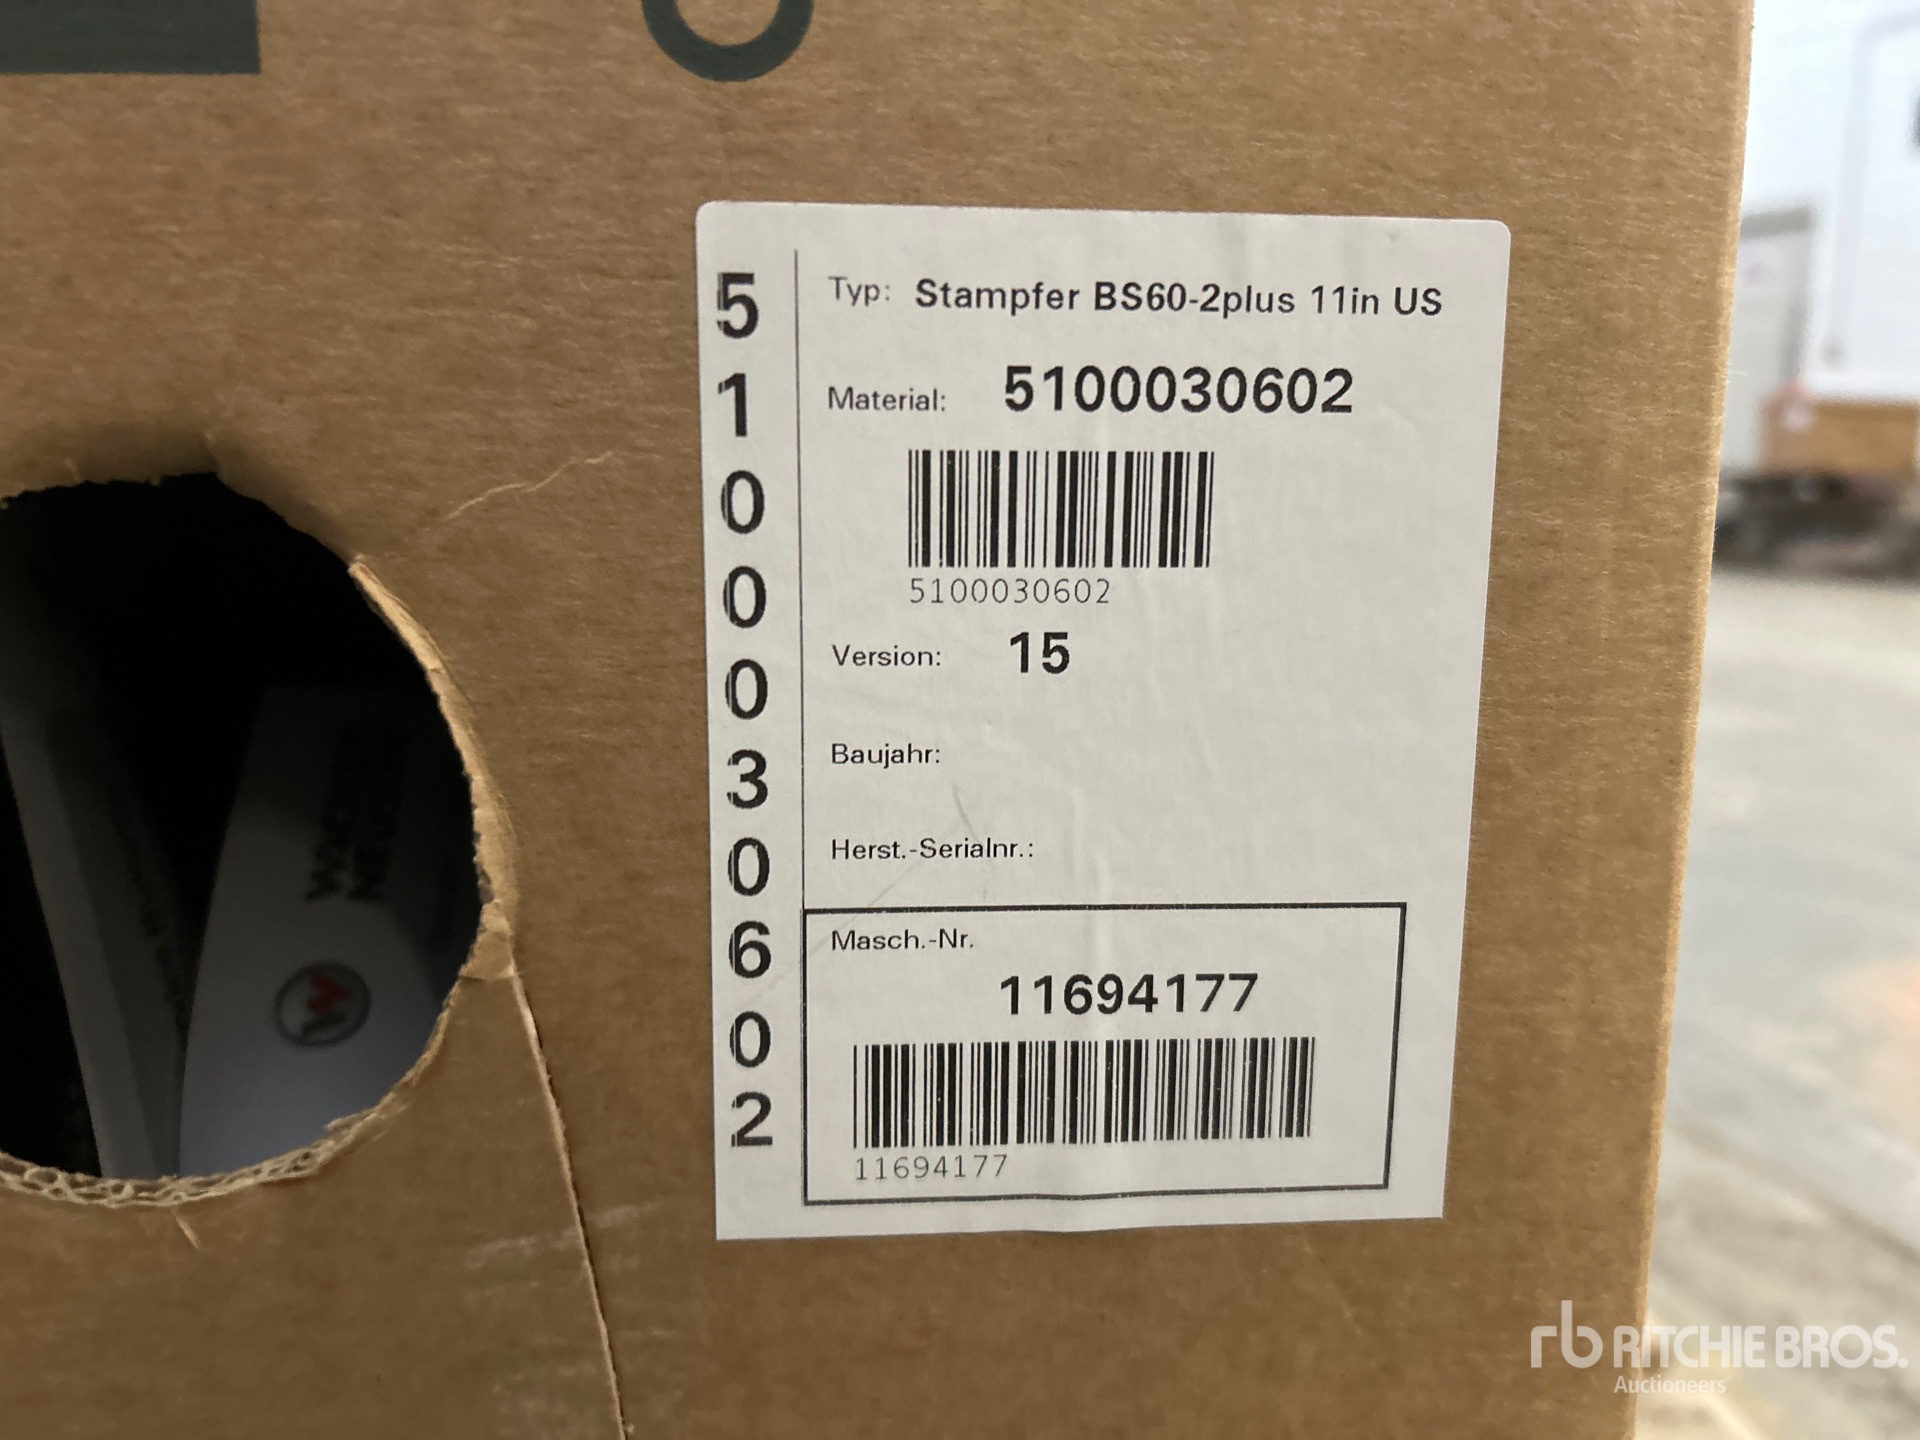 5100030602
Typ: Stampfer BS60-2plus 11in US
Material: 5100030602
5100030602
Version: 15
Baujahr:
Herst.-Serialnr.:
Masch.-Nr.
11694177
11694177
rb RITCHIE BROS.
Auctioneers